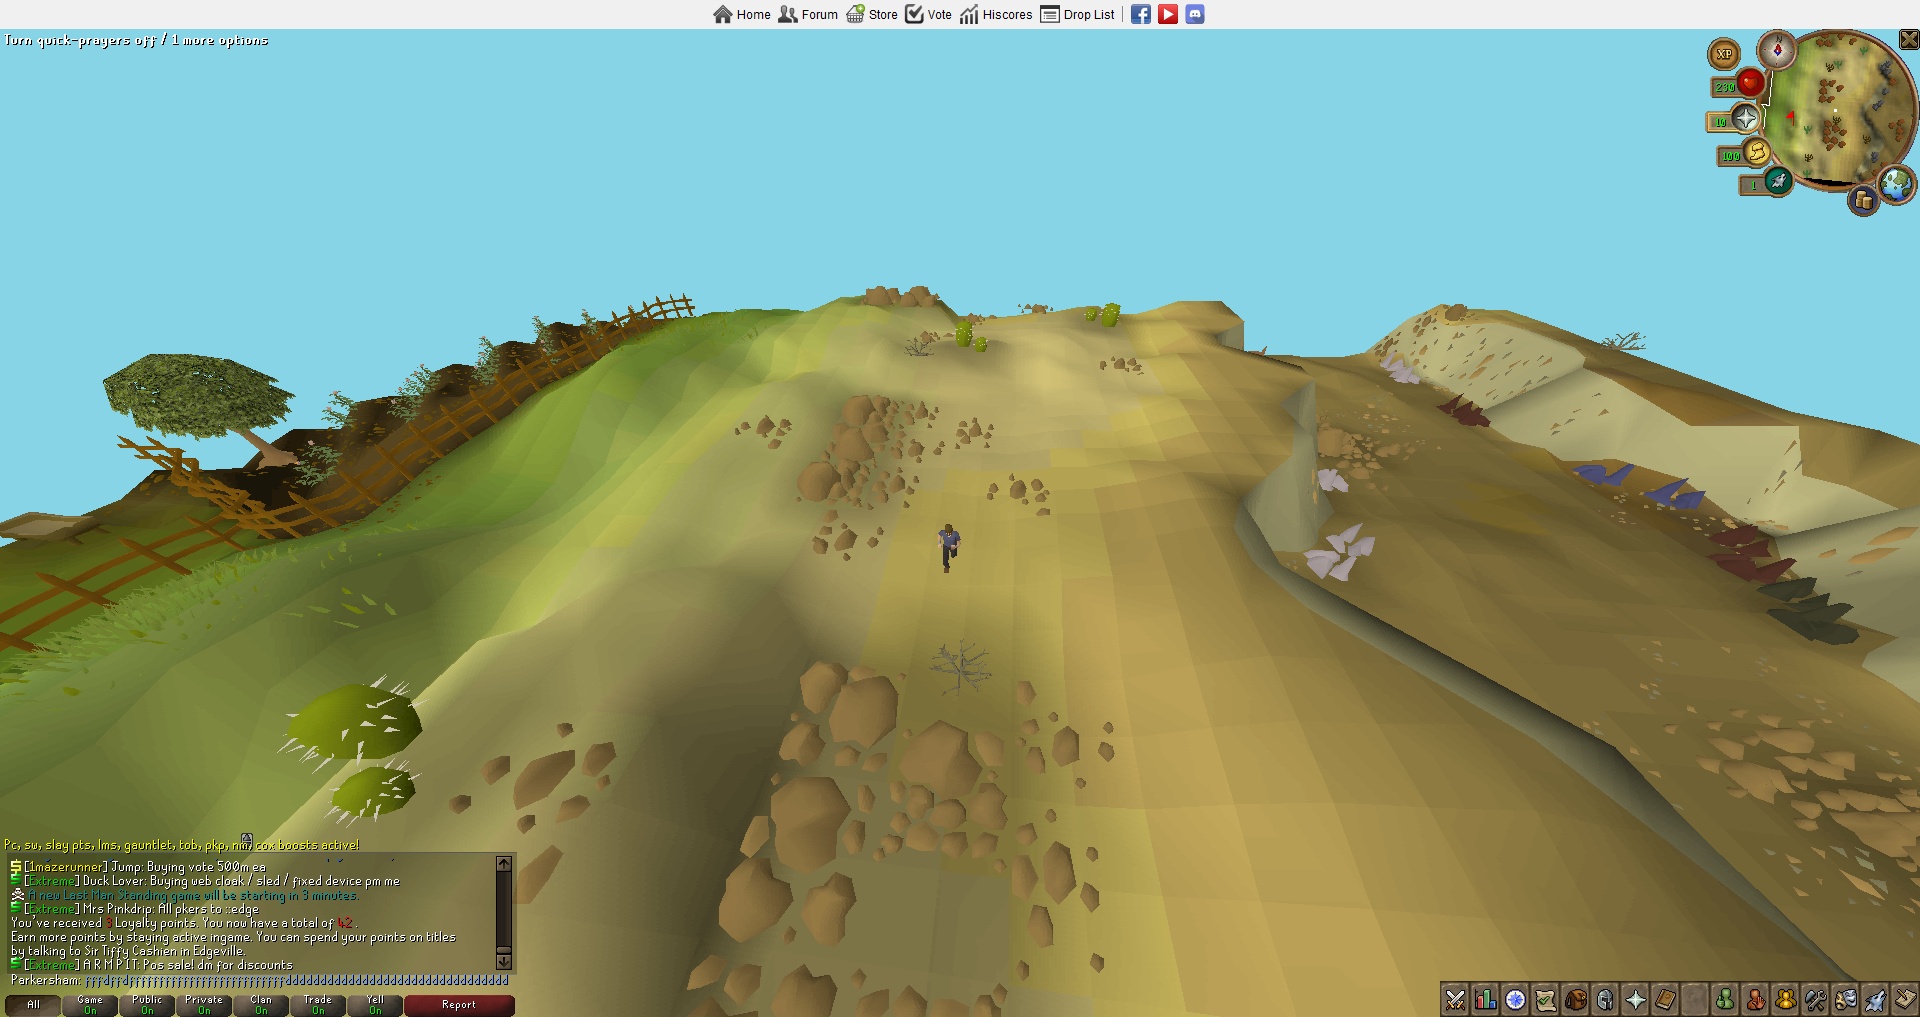 Home Forum Store Vote Hiscores Drop List
Turn quick-prayers off / 1 more options
XP
230
10
100
1
Pc, sw, slay pts, lms, gauntlet, tob, pkp, nm, cox boosts active!
[1mazerunner] Jump: Buying vote 500m ea
[Extreme] Duck Lover: Buying web cloak / sled / fixed device pm me
A new Last Man Standing game will be starting in 3 minutes.
[Extreme] Mrs Pinkdrip: All pkers to ::edge
You've received 3 Loyalty points. You now have a total of 42.
Earn more points by staying active ingame. You can spend your points on titles
by talking to Sir Tiffy Cashien in Edgeville.
[Extreme] A R M P I T: Pos sale! dm for discounts
Parkersham:
All Game Public Private Clan Trade Yell Report
On On On On On On